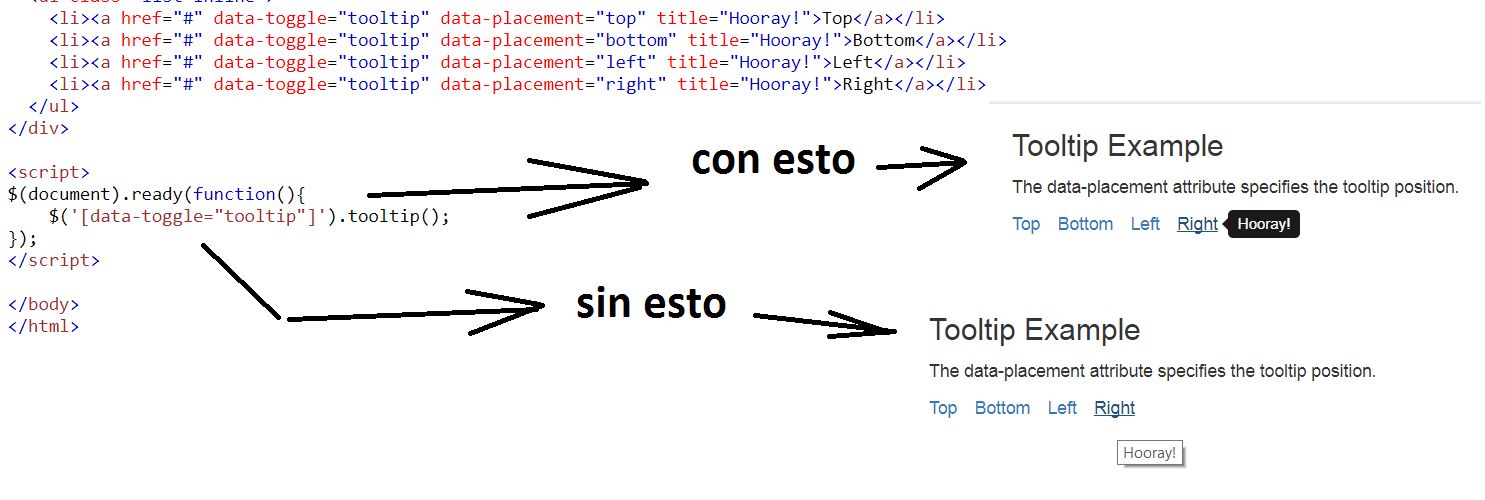 <li><a href="#" data-toggle="tooltip" data-placement="top" title="Hooray!">Top</a></li>
<li><a href="#" data-toggle="tooltip" data-placement="bottom" title="Hooray!">Bottom</a></li>
<li><a href="#" data-toggle="tooltip" data-placement="left" title="Hooray!">Left</a></li>
<li><a href="#" data-toggle="tooltip" data-placement="right" title="Hooray!">Right</a></li>
</ul>
</div>
<script>
$(document).ready(function(){
$('[data-toggle="tooltip"]').tooltip();
});
</script>
</body>
</html>
con esto
Tooltip Example
The data-placement attribute specifies the tooltip position.
Top Bottom Left Right Hooray!
sin esto
Tooltip Example
The data-placement attribute specifies the tooltip position.
Top Bottom Left Right
Hooray!